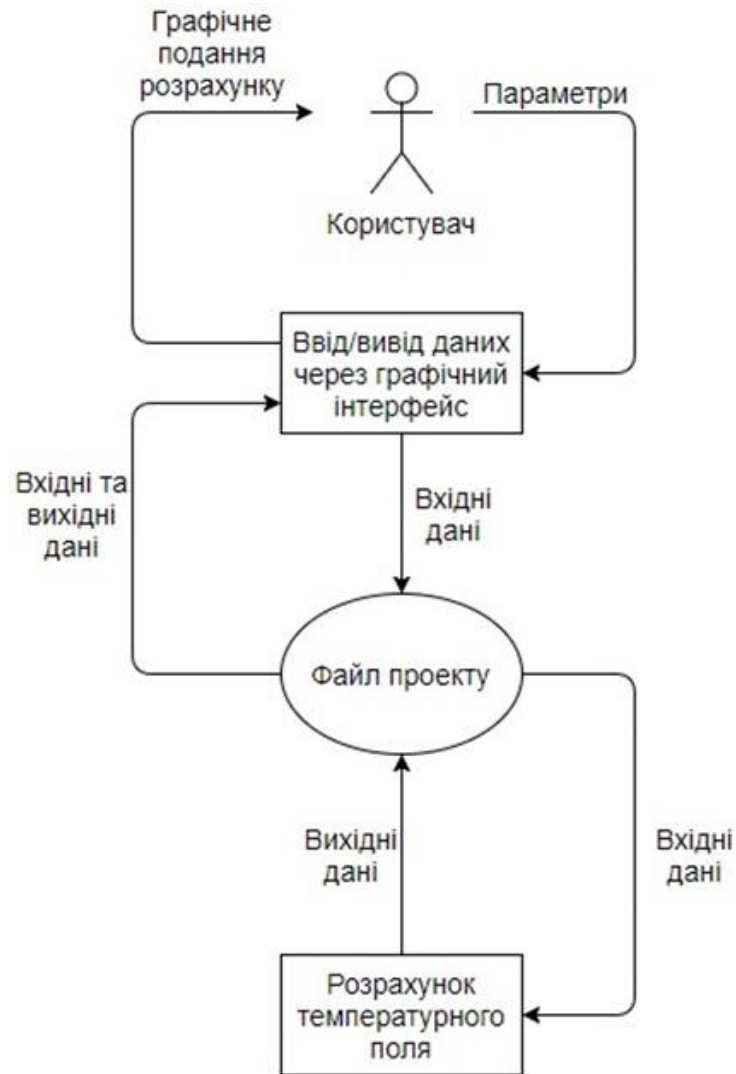 Графічне
подання
розрахунку
Параметри
Користувач
Ввід/вивід даних
через графічний
інтерфейс
Вхідні та
вихідні
дані
Вхідні
дані
Файл проекту
Вихідні
дані
Вхідні
дані
Розрахунок
температурного
поля